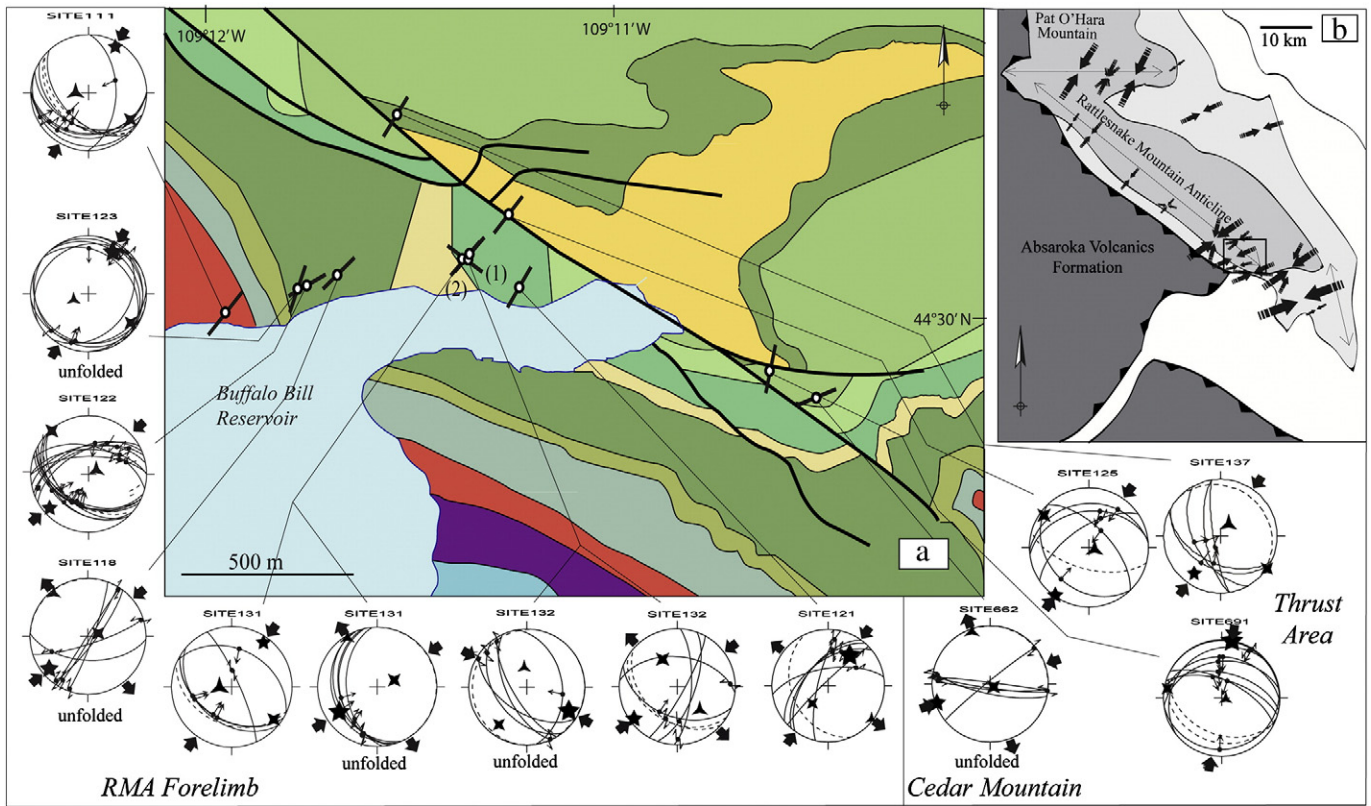 SITE111
SITE123
unfolded
SITE122
SITE118
unfolded
109°12' W
109°11' W
44°30' N
(1)
(2)
Buffalo Bill
Reservoir
500 m
a
Pat O'Hara
Mountain
10 km
b
Rattlesnake Mountain Anticline
Absaroka Volcanics
Formation
SITE131
SITE131
unfolded
SITE132
unfolded
SITE132
SITE121
SITE662
unfolded
SITE125
SITE137
SITE691
Thrust
Area
RMA Forelimb
Cedar Mountain